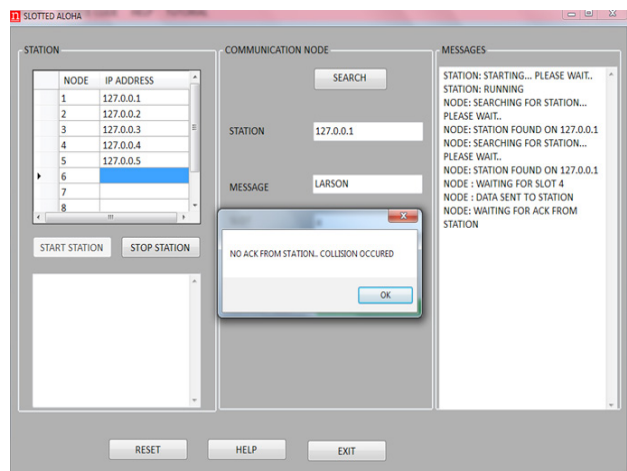 SLOTTED ALOHA
STATION
NODE IP ADDRESS
1 127.0.0.1
2 127.0.0.2
3 127.0.0.3
4 127.0.0.4
5 127.0.0.5
6
7
8
START STATION STOP STATION
COMMUNICATION NODE
SEARCH
STATION 127.0.0.1
MESSAGE LARSON
NO ACK FROM STATION.. COLLISION OCCURED
OK
MESSAGES
STATION: STARTING... PLEASE WAIT..
STATION: RUNNING
NODE: SEARCHING FOR STATION...
PLEASE WAIT..
NODE: STATION FOUND ON 127.0.0.1
NODE: SEARCHING FOR STATION...
PLEASE WAIT..
NODE: STATION FOUND ON 127.0.0.1
NODE : WAITING FOR SLOT 4
NODE : DATA SENT TO STATION
NODE: WAITING FOR ACK FROM
STATION
RESET HELP EXIT